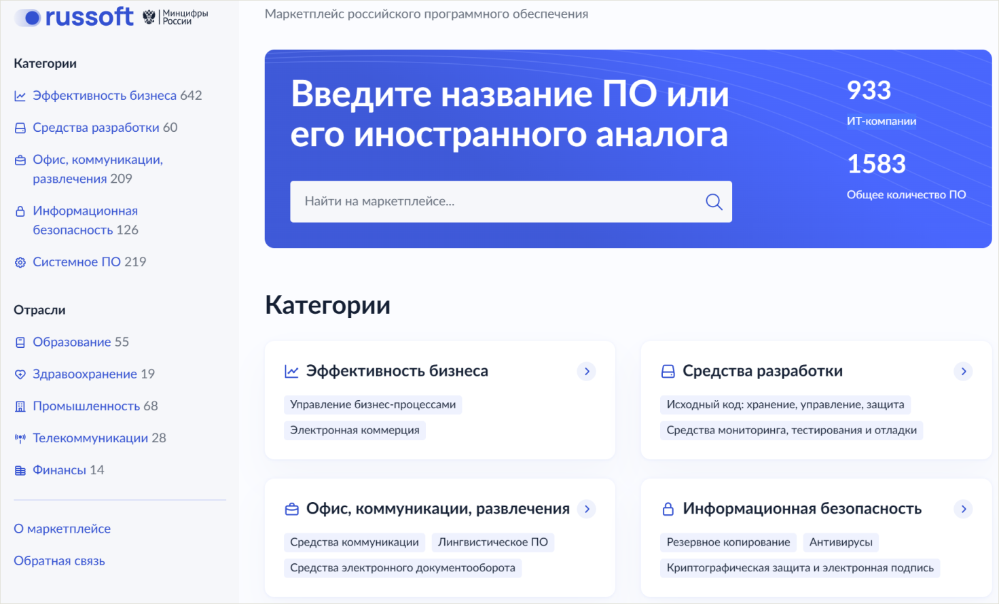 russoft
Минцифры
России
Категории
Эффективность бизнеса 642
Средства разработки 60
Офис, коммуникации,
развлечения 209
Информационная
безопасность 126
Системное ПО 219
Отрасли
Образование 55
Здравоохранение 19
Промышленность 68
Телекоммуникации 28
Финансы 14
О маркетплейсе
Обратная связь
Маркетплейс российского программного обеспечения
Введите название ПО или
его иностранного аналога
Найти на маркетплейсе...
933
ИТ-компании
1583
Общее количество ПО
Категории
Эффективность бизнеса
Управление бизнес-процессами
Электронная коммерция
Средства разработки
Исходный код: хранение, управление, защита
Средства мониторинга, тестирования и отладки
Офис, коммуникации, развлечения
Средства коммуникации Лингвистическое ПО
Средства электронного документооборота
Информационная безопасность
Резервное копирование Антивирусы
Криптографическая защита и электронная подпись